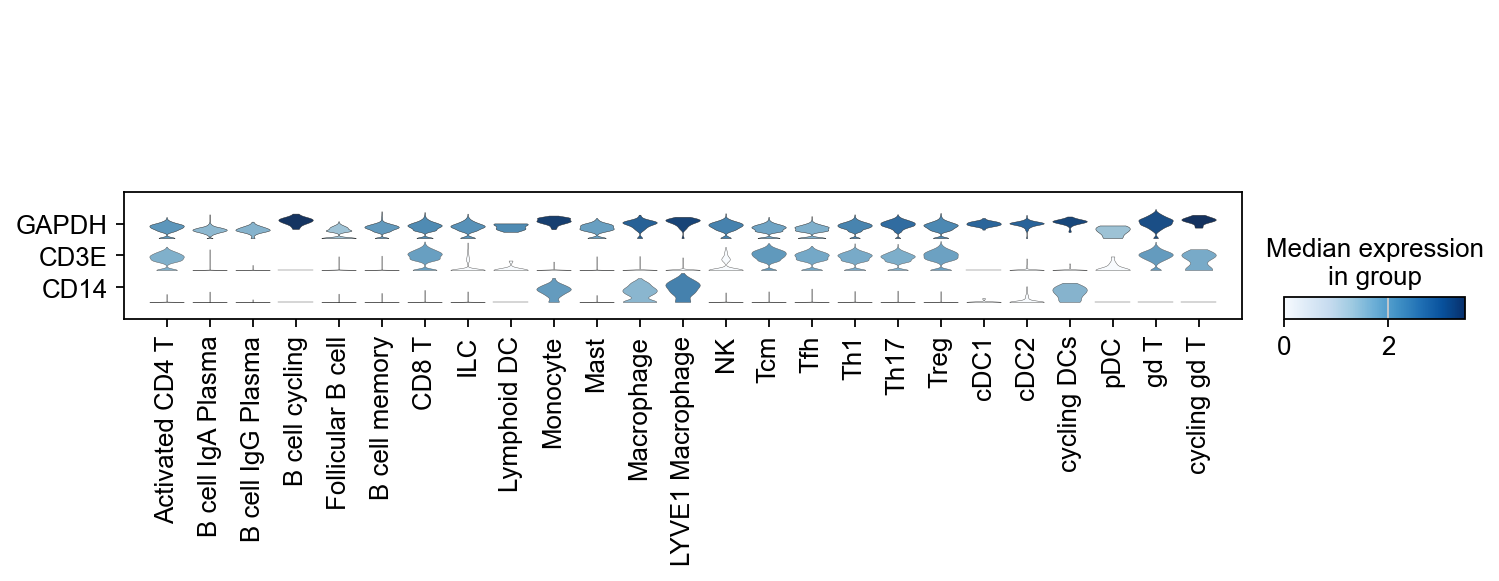 GAPDH
CD3E
CD14
Activated CD4 T
B cell IgA Plasma
B cell IgG Plasma
B cell cycling
Follicular B cell
B cell memory
CD8 T
ILC
Lymphoid DC
Monocyte
Mast
Macrophage
LYVE1 Macrophage
NK
Tcm
Tfh
Th1
Th17
Treg
cDC1
cDC2
cycling DCs
pDC
gd T
cycling gd T
Median expression
in group
0 2